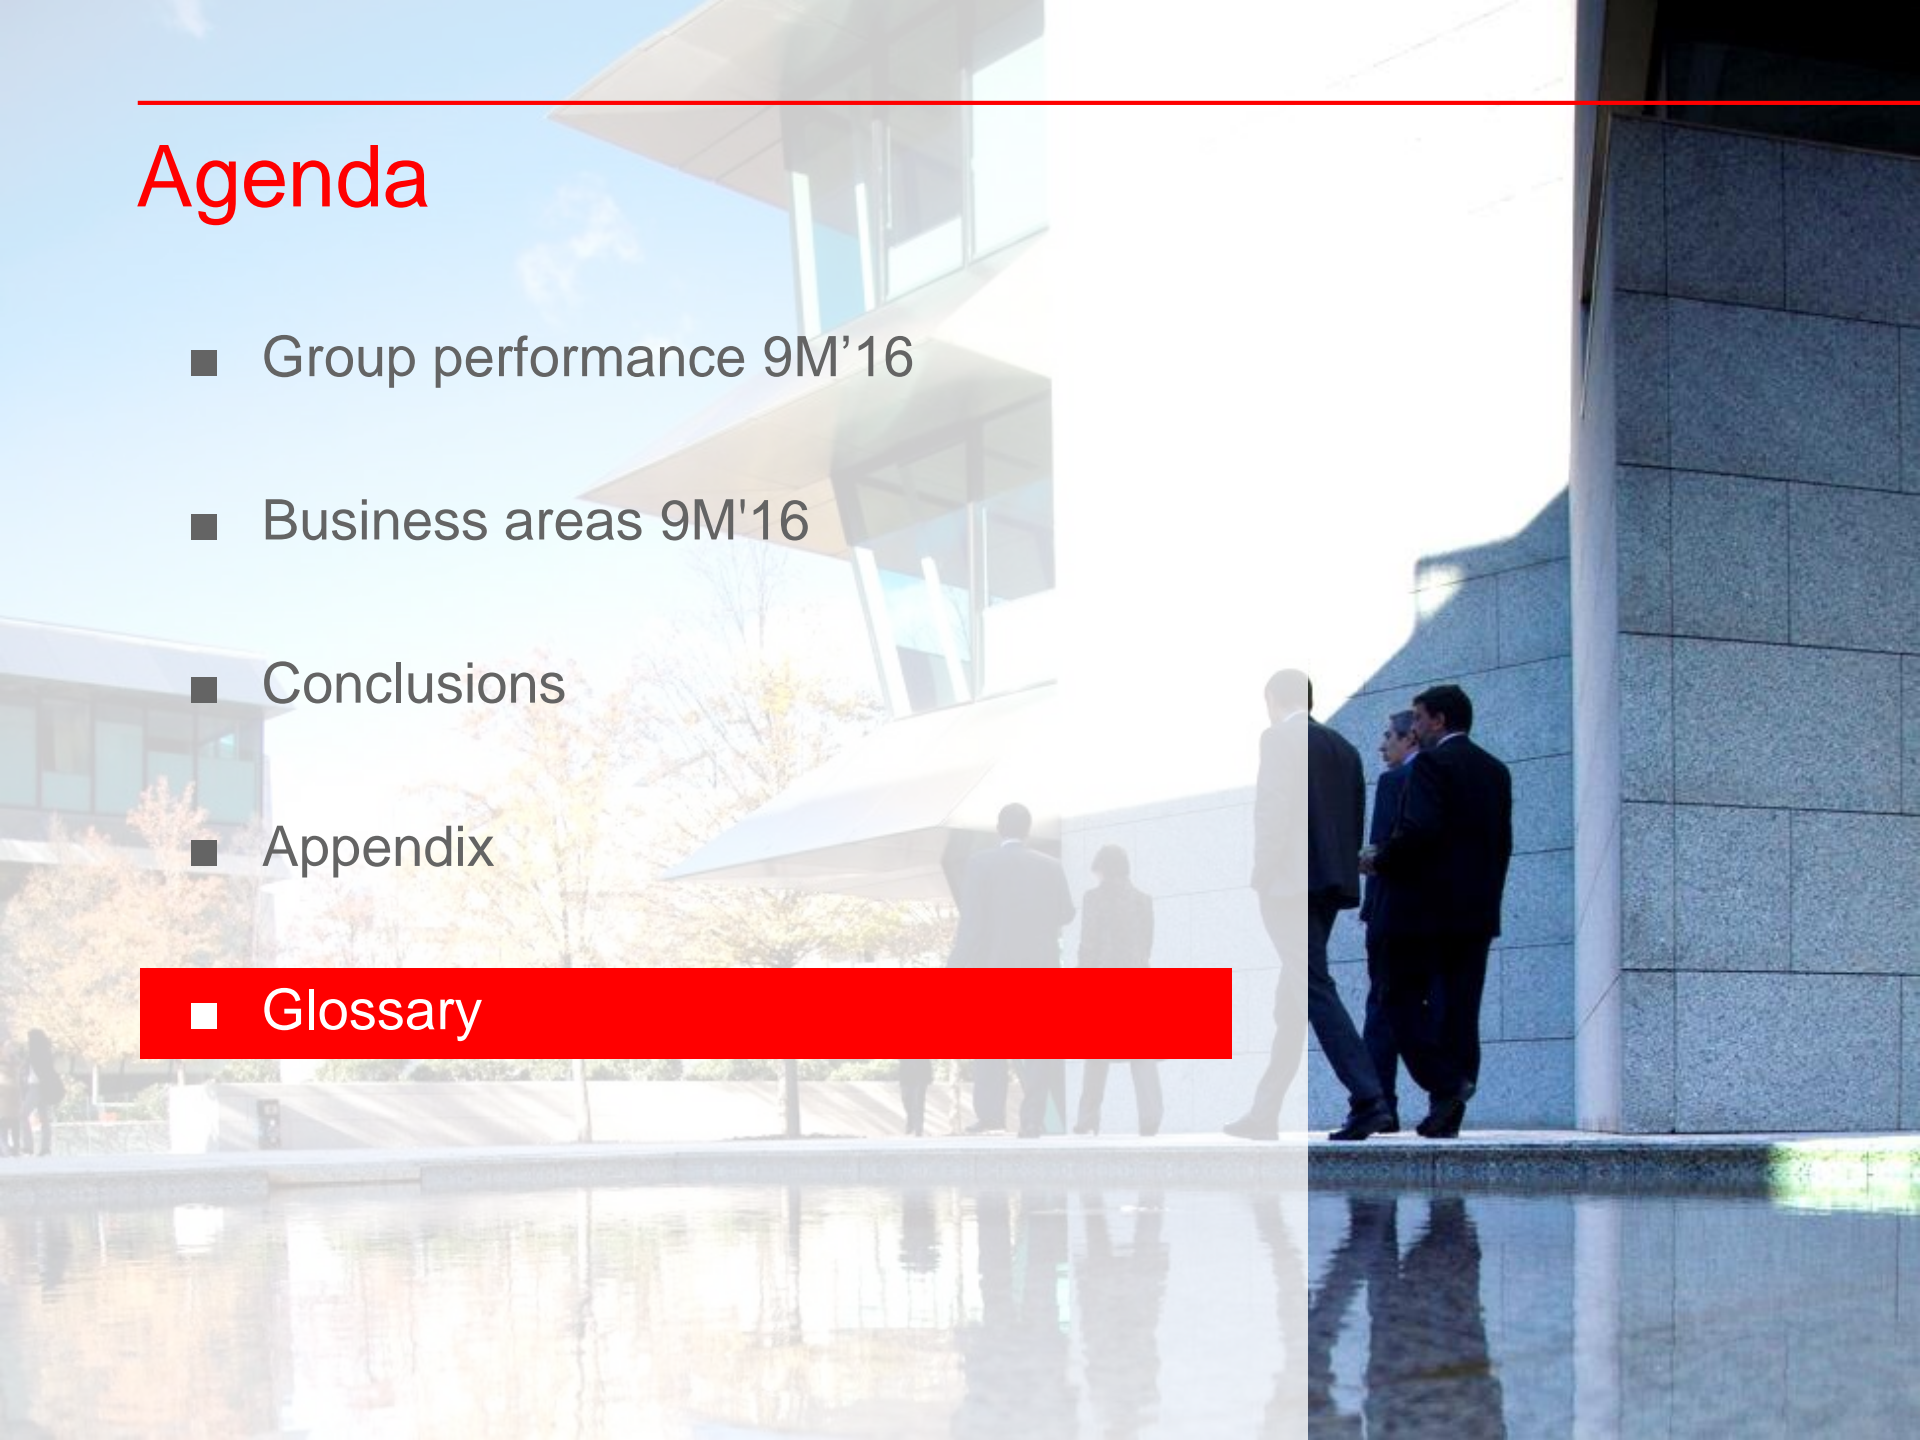 Agenda
■ Group performance 9M’16
■ Business areas 9M'16
■ Conclusions
■ Appendix
■ Glossary